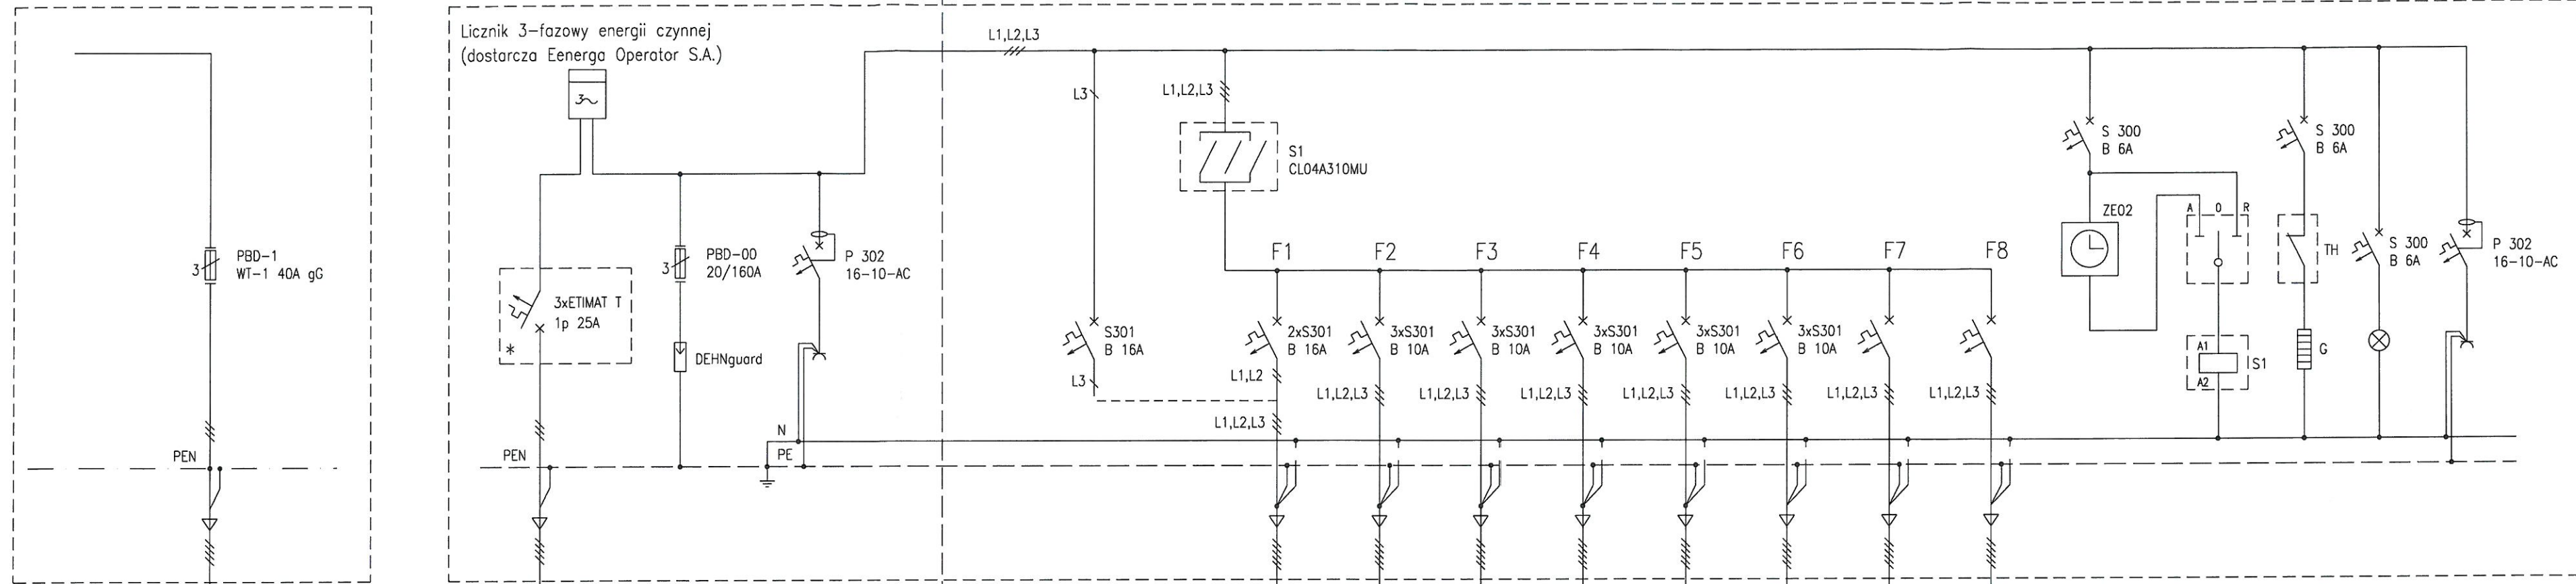 Licznik 3-fazowy energii czynnej
(dostarcza Eenerga Operator S.A.)
3~
L1,L2,L3
L3
L1,L2,L3
S1
CL04A310MU
S 300
B 6A
S 300
B 6A
ZE02
A O R
PBD-1
WT-1 40A gG
3
PBD-00
20/160A
3
P 302
16-10-AC
F1 F2 F3 F4 F5 F6 F7 F8
TH
S 300
B 6A
P 302
16-10-AC
3xETIMAT T
1p 25A
*
DEHNguard
S301
B 16A
2xS301
B 16A
3xS301
B 10A
3xS301
B 10A
3xS301
B 10A
3xS301
B 10A
3xS301
B 10A
A1
S1
A2
G
L3
L1,L2
L1,L2,L3 L1,L2,L3 L1,L2,L3 L1,L2,L3 L1,L2,L3 L1,L2,L3 L1,L2,L3
L1,L2,L3
N
PEN
PEN
PE